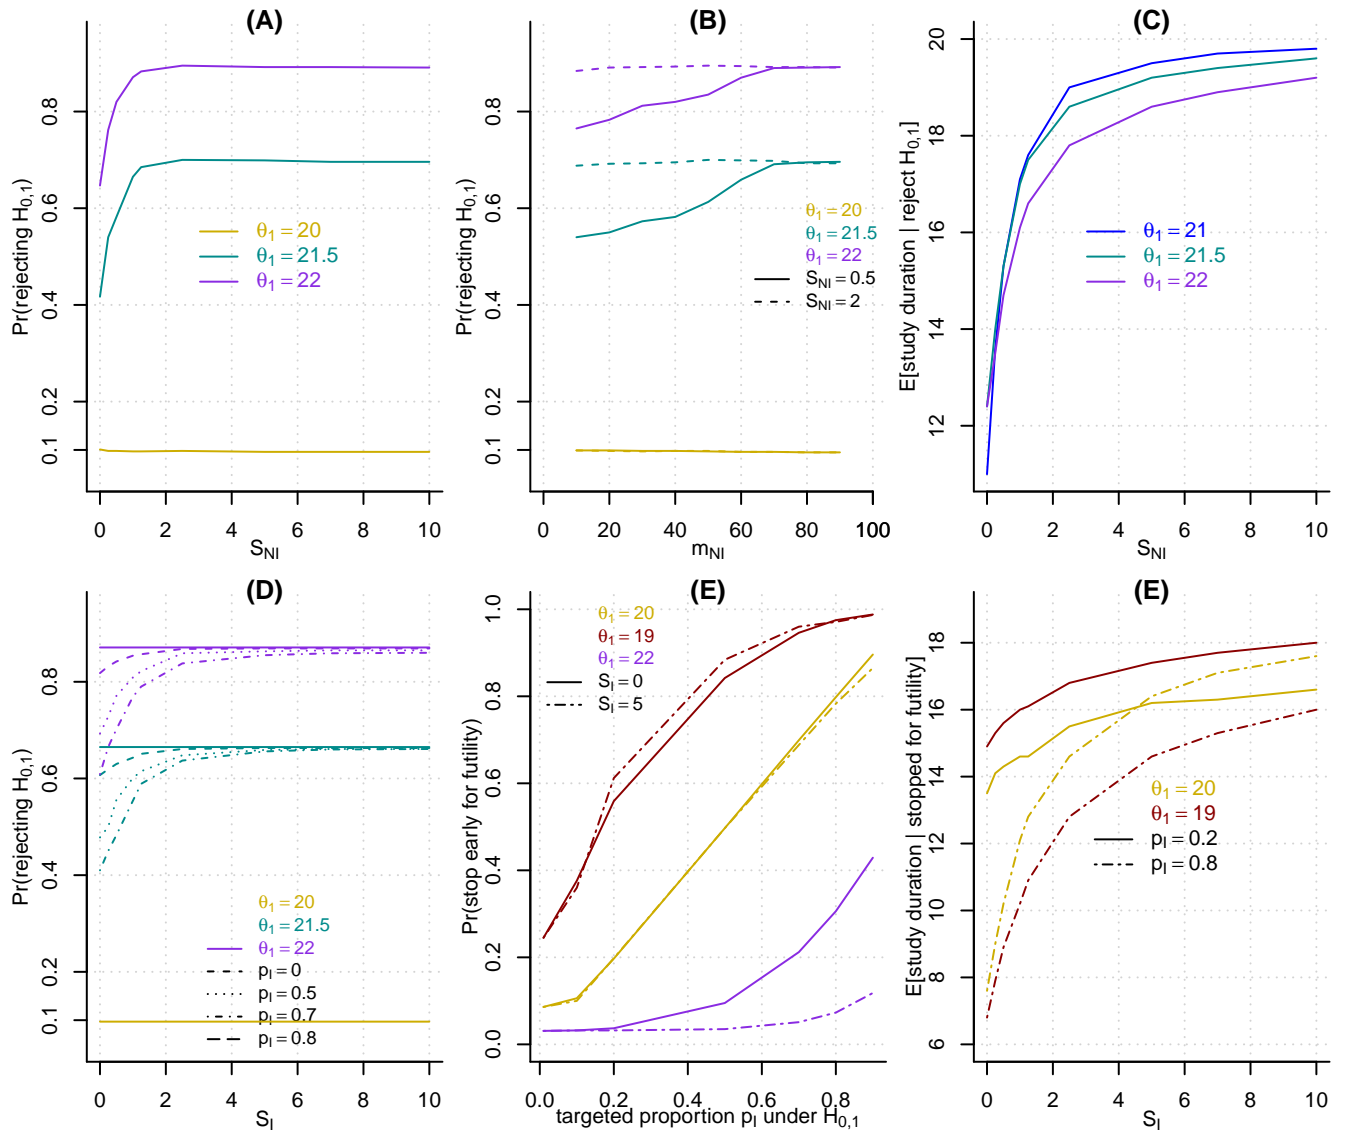 (A)
Pr(rejecting H0,1)
0.1 0.2 0.4 0.6 0.8
θ1 = 20
θ1 = 21.5
θ1 = 22
0 2 4 6 8 10
SNI
(B)
Pr(rejecting H0,1)
0.1 0.2 0.4 0.6 0.8
θ1 = 20
θ1 = 21.5
θ1 = 22
SNI = 0.5
SNI = 2
0 20 40 60 80 100
mNI
(C)
E[study duration | reject H0,1]
12 14 16 18 20
θ1 = 21
θ1 = 21.5
θ1 = 22
0 2 4 6 8 10
SNI
(D)
Pr(rejecting H0,1)
0.1 0.2 0.4 0.6 0.8
θ1 = 20
θ1 = 21.5
θ1 = 22
pI = 0
pI = 0.5
pI = 0.7
pI = 0.8
0 2 4 6 8 10
SI
(E)
Pr(stop early for futility)
0.0 0.2 0.4 0.6 0.8 1.0
θ1 = 20
θ1 = 19
θ1 = 22
SI = 0
SI = 5
0.0 0.2 0.4 0.6 0.8
targeted proportion pI under H0,1
(E)
E[study duration | stopped for futility]
6 8 10 12 14 16 18
θ1 = 20
θ1 = 19
pI = 0.2
pI = 0.8
0 2 4 6 8 10
SI